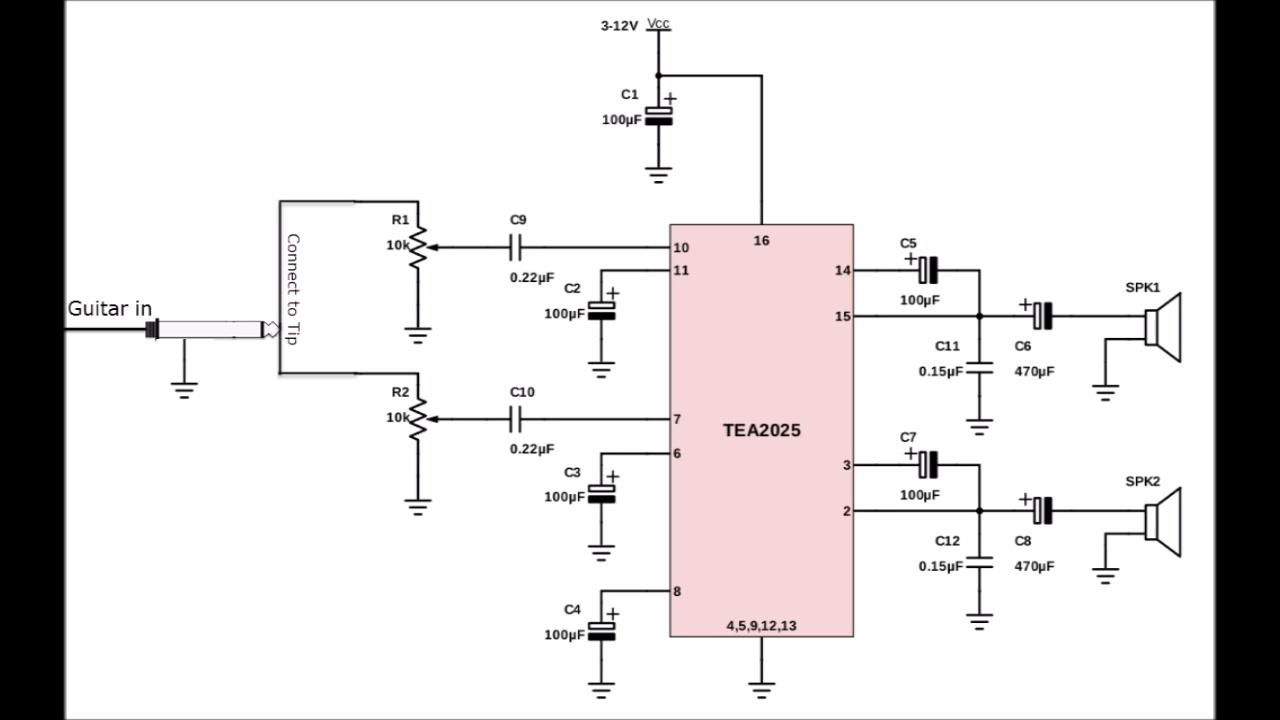 3-12V Vcc
C1
100µF
16
Guitar in
Connect to Tip
R1
10k
C9
0.22µF
10
11
C2
100µF
R2
10k
C10
0.22µF
7
6
C3
100µF
8
C4
100µF
TEA2025
4,5,9,12,13
14
15
C5
100µF
C11
0.15µF
C6
470µF
SPK1
3
2
C7
100µF
C12
0.15µF
C8
470µF
SPK2